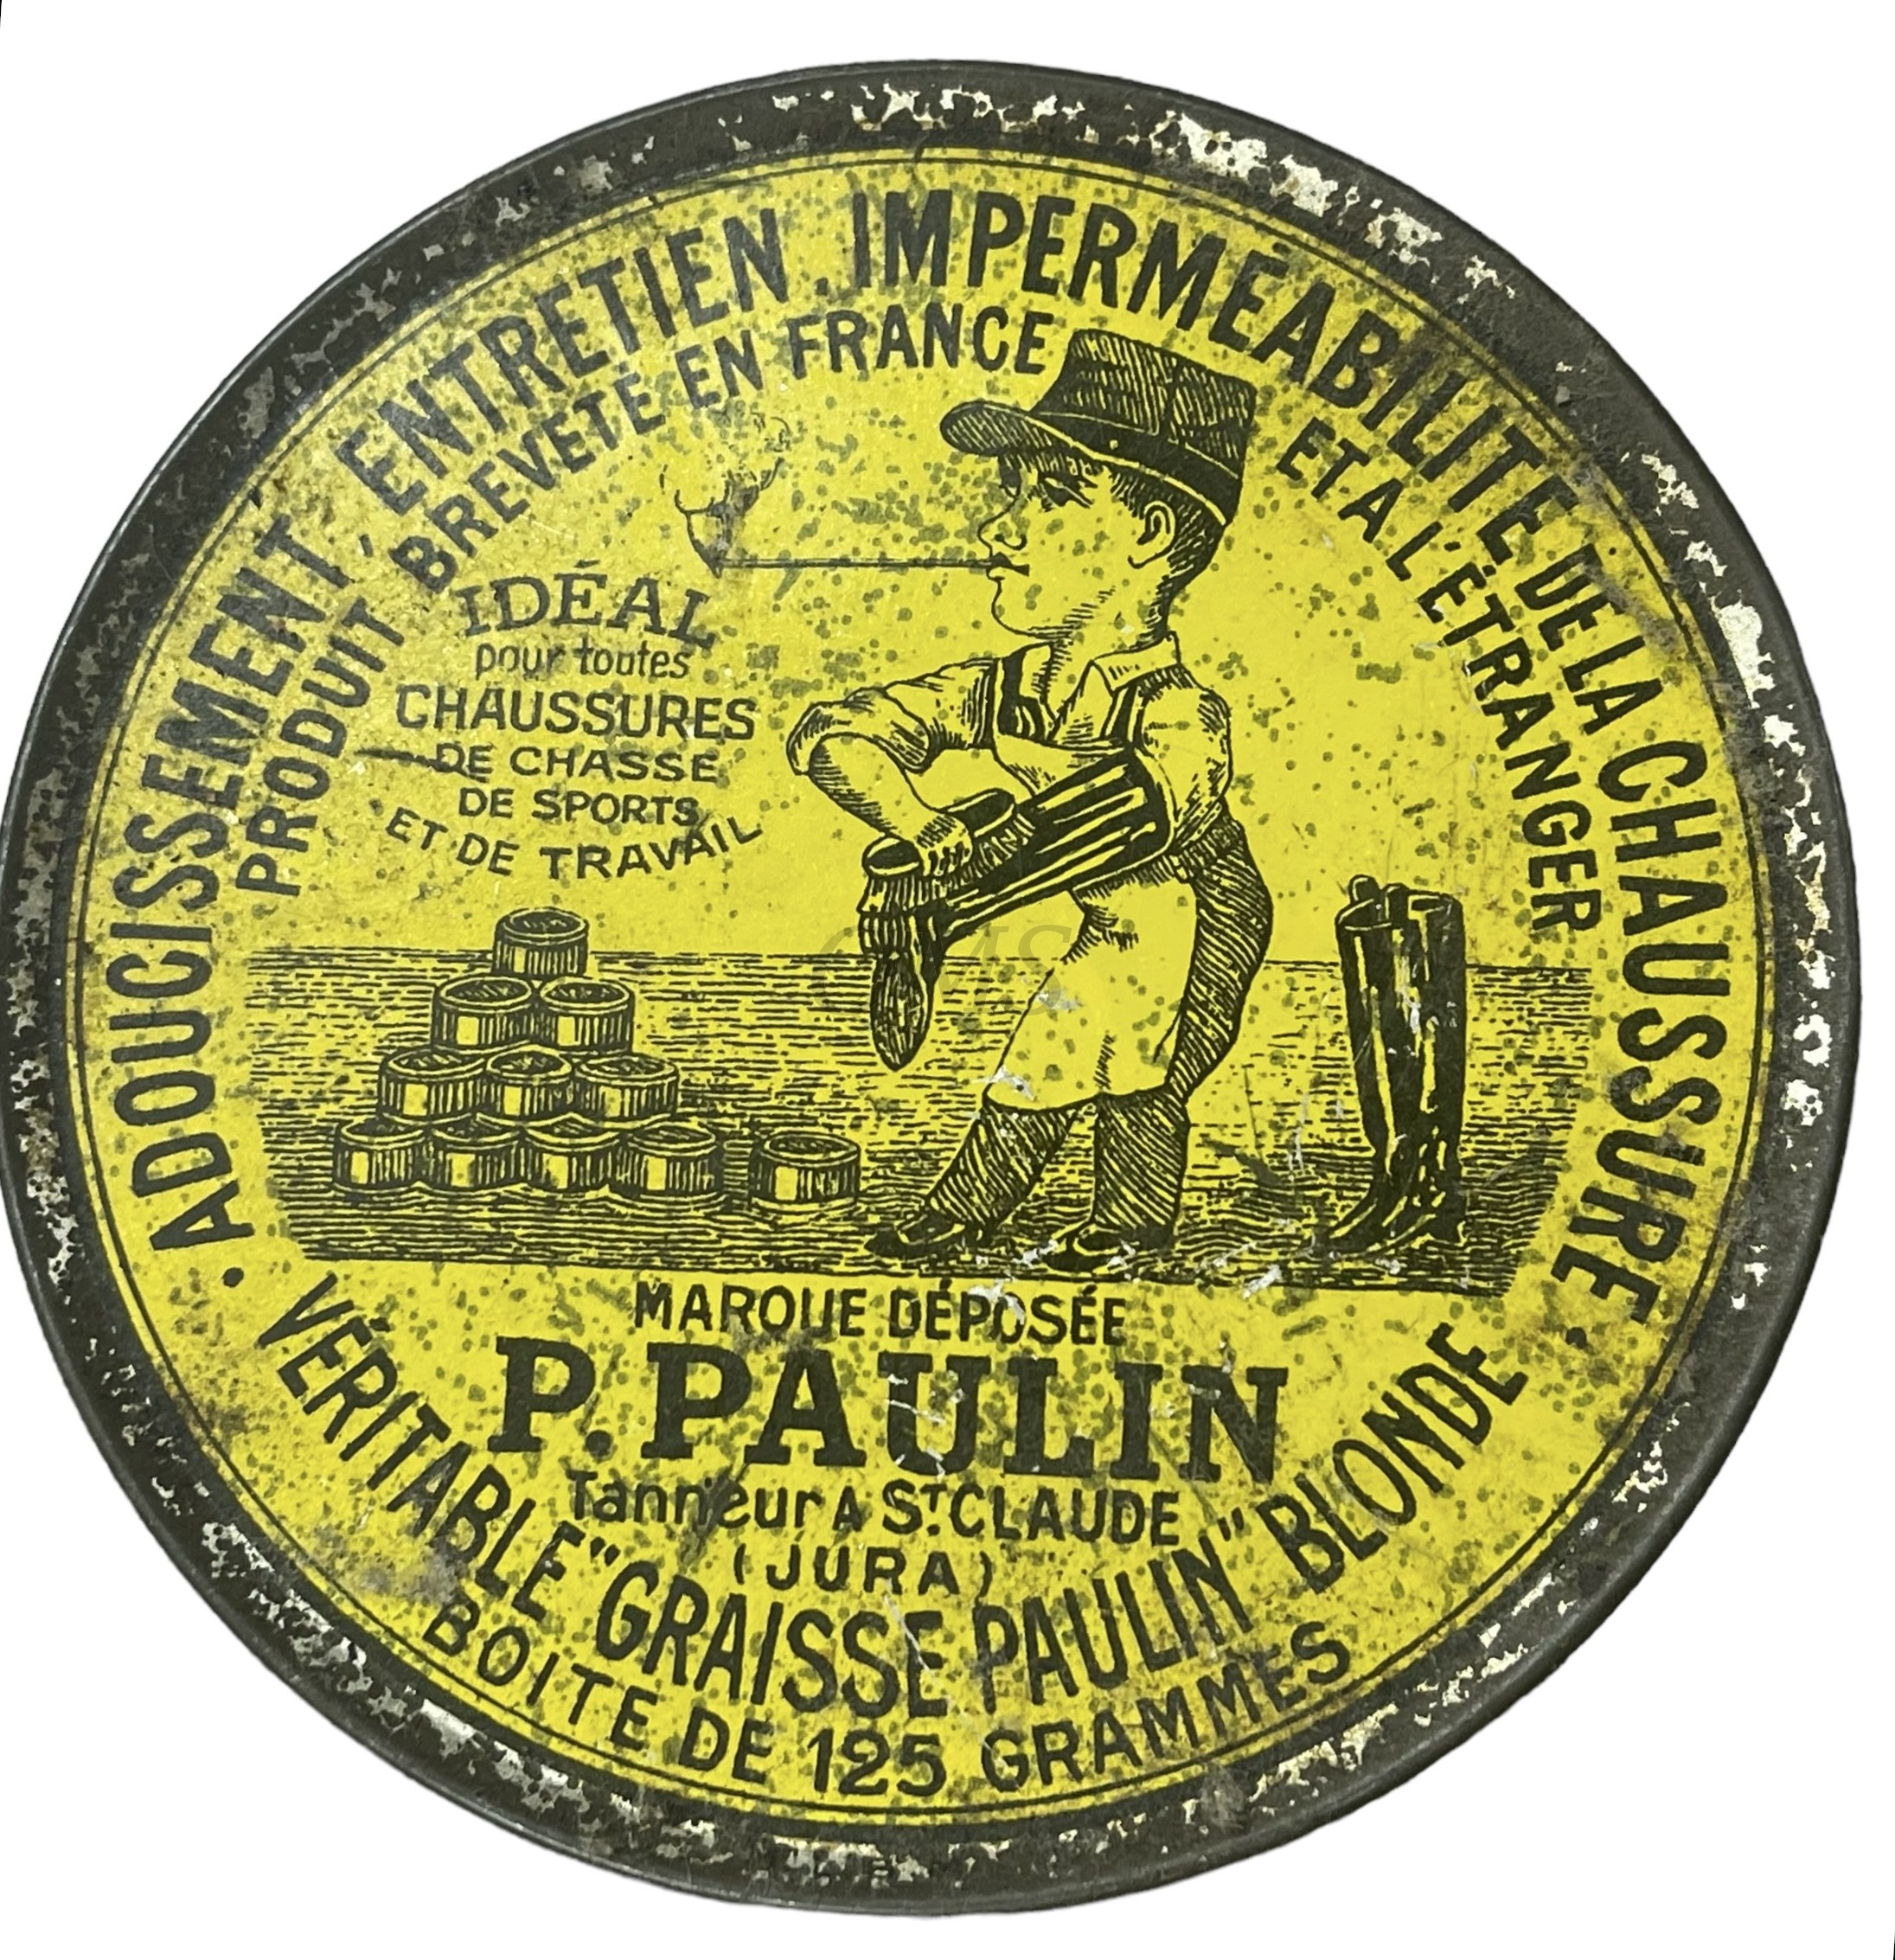 . ADOUCISSEMENT, ENTRETIEN, IMPERMÉABILITÉ DE LA CHAUSSURE.
PRODUIT BREVETÉ EN FRANCE ET A L'ÉTRANGER
IDÉAL
pour toutes
CHAUSSURES
DE CHASSE
DE SPORTS
ET DE TRAVAIL
MARQUE DÉPOSÉE
P. PAULIN
Tanneur A ST. CLAUDE
(JURA)
VÉRITABLE "GRAISSE PAULIN" BLONDE
BOITE DE 125 GRAMMES